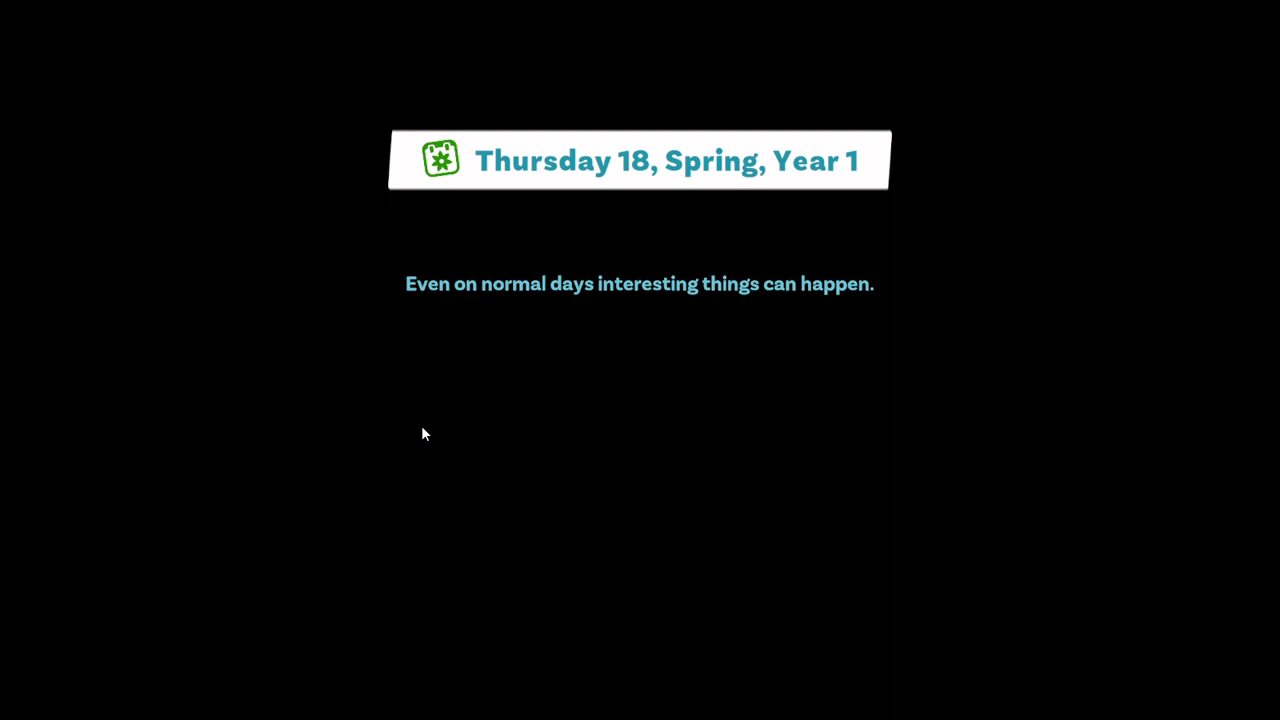 Thursday 18, Spring, Year 1
Even on normal days interesting things can happen.